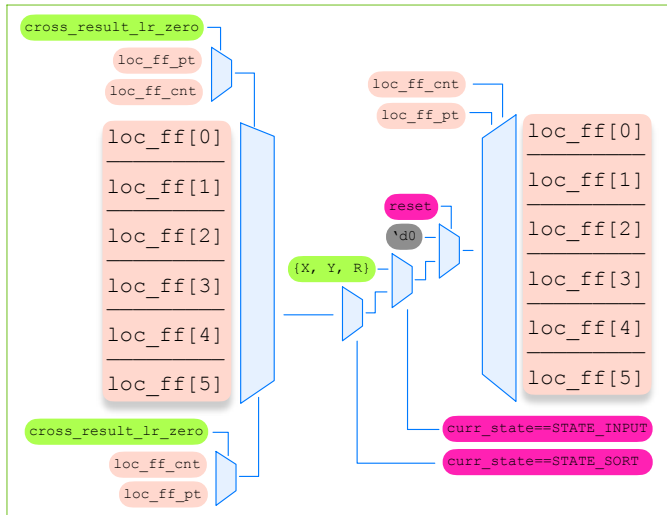 cross_result_lr_zero
loc_ff_pt
loc_ff_cnt
loc_ff[0]
loc_ff[1]
loc_ff[2]
loc_ff[3]
loc_ff[4]
loc_ff[5]
cross_result_lr_zero
loc_ff_cnt
loc_ff_pt
{X, Y, R}
‘d0
reset
loc_ff_cnt
loc_ff_pt
loc_ff[0]
loc_ff[1]
loc_ff[2]
loc_ff[3]
loc_ff[4]
loc_ff[5]
curr_state==STATE_INPUT
curr_state==STATE_SORT